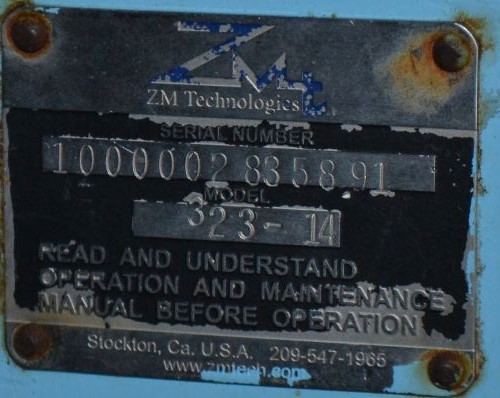 ZMt
ZM Technologies
SERIAL NUMBER
1000002 835891
MODEL
323-14
READ AND UNDERSTAND
OPERATION AND MAINTENANCE
MANUAL BEFORE OPERATION
Stockton, Ca. U.S.A. 209-547-1965
www.zmtech.com